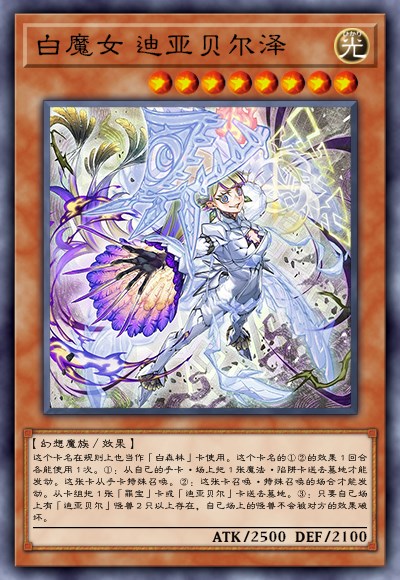 白魔女 迪亚贝尔泽
ひかり
光
【幻想魔族／效果】
这个卡名在规则上也当作「白森林」卡使用。这个卡名的①②的效果1回合
各能使用1次。①：从自己的手卡・场上把1张魔法・陷阱卡送去墓地才能
发动。这张卡从手卡特殊召唤。②：这张卡召唤・特殊召唤的场合才能发
动。从卡组把1张「罪宝」卡或「迪亚贝尔」卡送去墓地。③：只要自己场
上有「迪亚贝尔」怪兽2只以上存在，自己场上的怪兽不会被对方的效果破
坏。
ATK/2500 DEF/2100